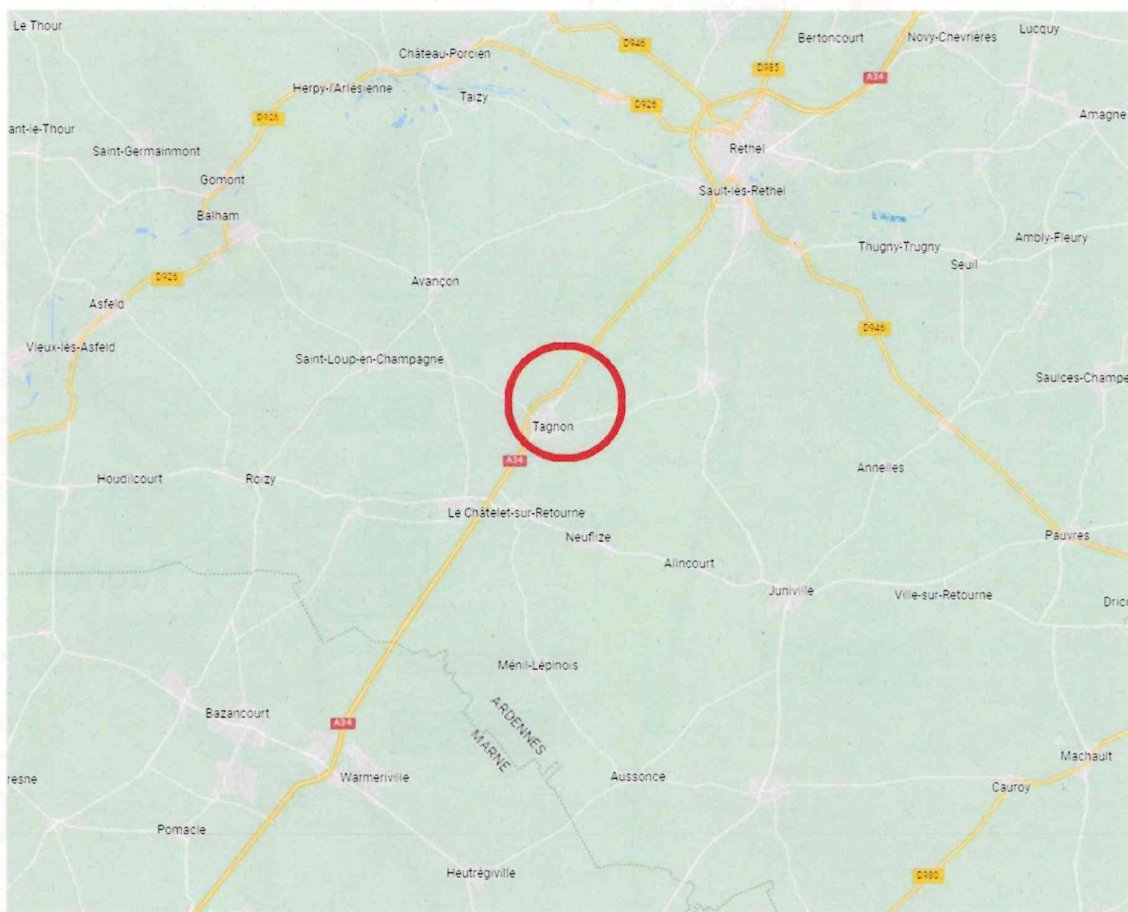 Le Thour
Lucquy
D946
Bertoncourt
Novy-Chevrières
Château-Porcien
D985
A34
Herpy-l'Arlésienne
Taizy
D926
D926
Amagne
ant-le-Thour
Saint-Germainmont
Rethel
Gomont
Sault-lès-Rethel
Balham
L'Aisne
Ambly-Fleury
Thugny-Trugny
Seuil
D926
Avançon
Asfeld
D946
Vieux-lès-Asfeld
Saint-Loup-en-Champagne
Saulces-Champe
Tagnon
A34
Annelles
Houdilcourt
Roizy
Le Châtelet-sur-Retourne
Neuflize
Pauvres
Alincourt
Juniville
Ville-sur-Retourne
Dric
Ménil-Lépinois
Bazancourt
A34
ARDENNES
MARNE
Machault
resne
Warmeriville
Aussonce
Cauroy
Pomacle
Heutrégiville
D980